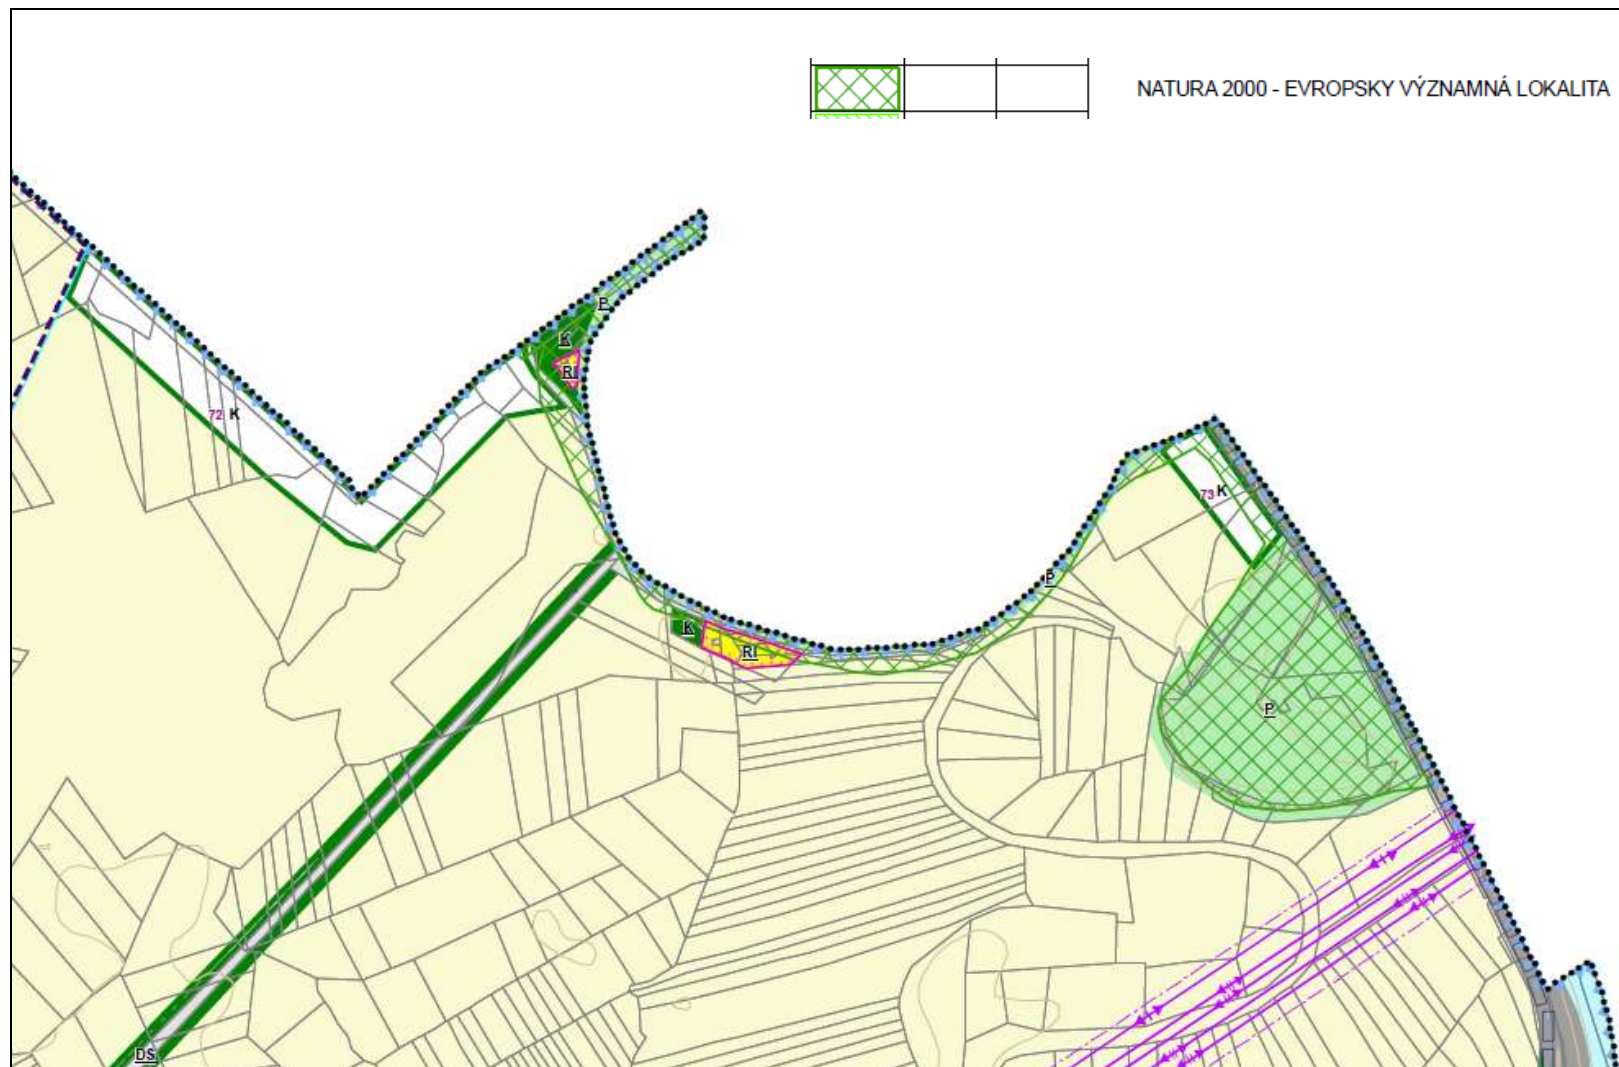 NATURA 2000 - EVROPSKY VÝZNAMNÁ LOKALITA
P
K
RI
72 K
73 K
P
K
RI
P
DS